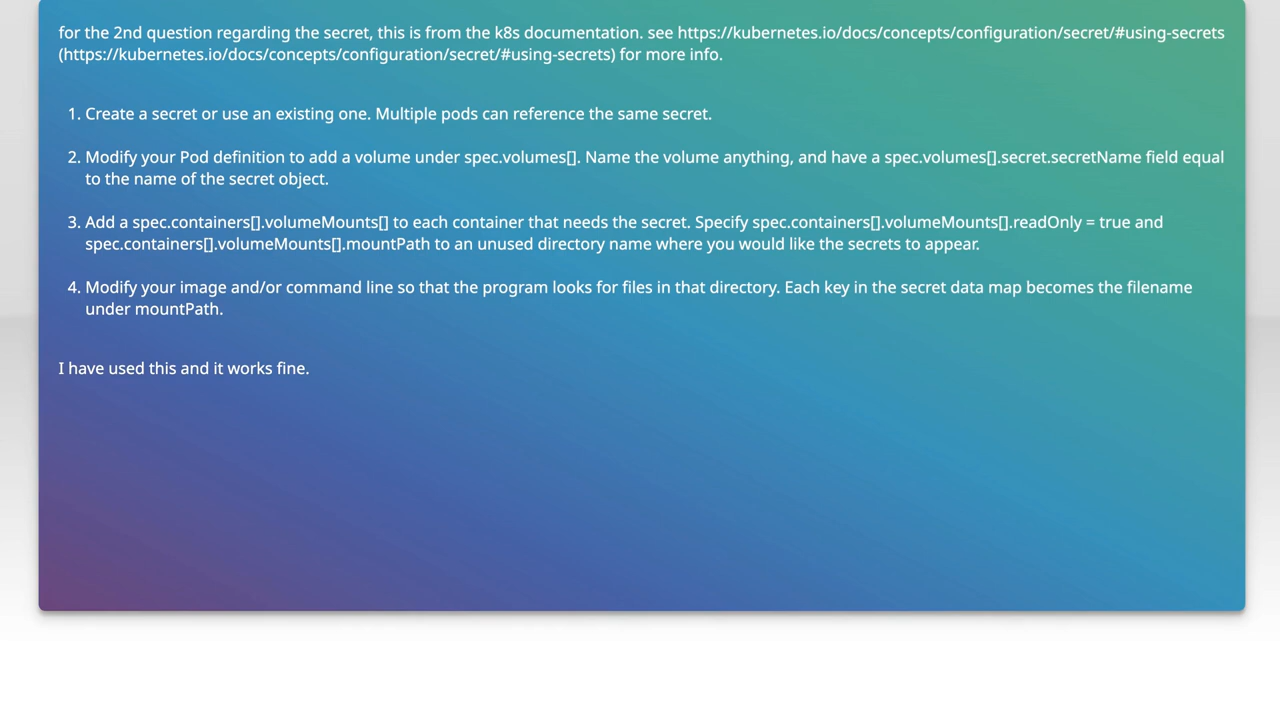 for the 2nd question regarding the secret, this is from the k8s documentation. see https://kubernetes.io/docs/concepts/configuration/secret/#using-secrets
(https://kubernetes.io/docs/concepts/configuration/secret/#using-secrets) for more info.
1. Create a secret or use an existing one. Multiple pods can reference the same secret.
2. Modify your Pod definition to add a volume under spec.volumes[]. Name the volume anything, and have a spec.volumes[].secret.secretName field equal
to the name of the secret object.
3. Add a spec.containers[].volumeMounts[] to each container that needs the secret. Specify spec.containers[].volumeMounts[].readOnly = true and
spec.containers[].volumeMounts[].mountPath to an unused directory name where you would like the secrets to appear.
4. Modify your image and/or command line so that the program looks for files in that directory. Each key in the secret data map becomes the filename
under mountPath.
I have used this and it works fine.